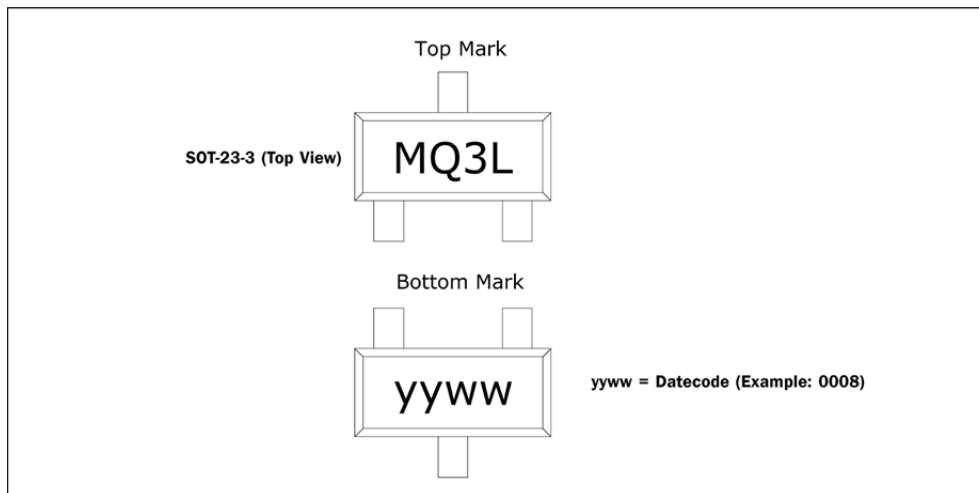 Top Mark
SOT-23-3 (Top View)
MQ3L
Bottom Mark
yyww
yyww = Datecode (Example: 0008)